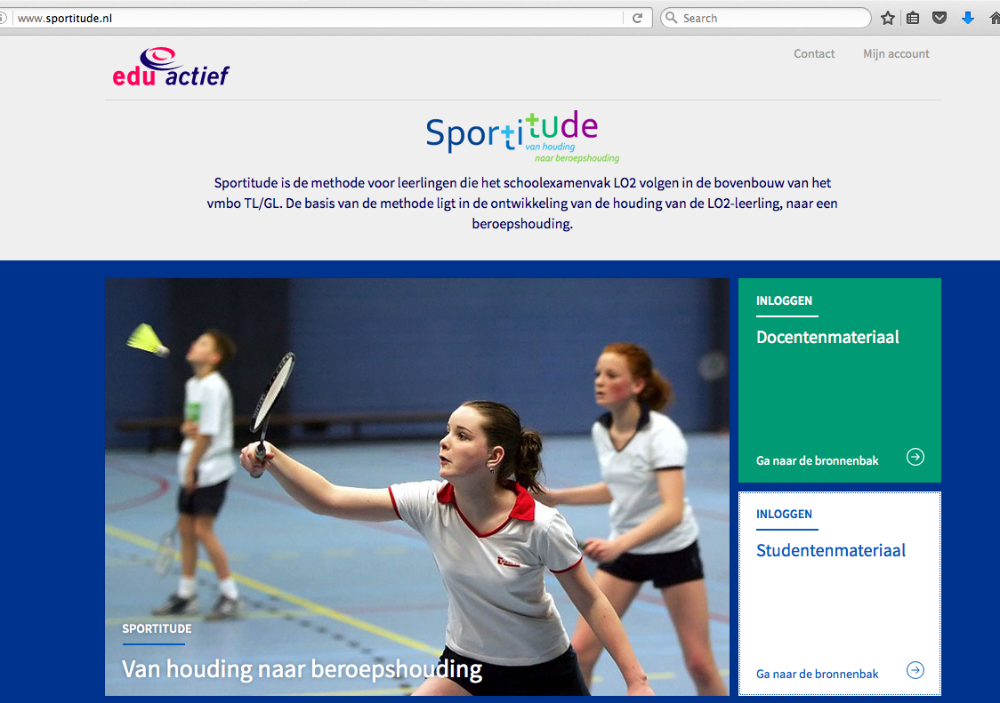 www.sportitude.nl
Search
Contact
Mijn account
edu actief
Sportitude
van houding
naar beroepshouding
Sportitude is de methode voor leerlingen die het schoolexamenvak LO2 volgen in de bovenbouw van het
vmbo TL/GL. De basis van de methode ligt in de ontwikkeling van de houding van de LO2-leerling, naar een
beroepshouding.
INLOGGEN
Docentenmateriaal
Ga naar de bronnenbak
INLOGGEN
Studentenmateriaal
Ga naar de bronnenbak
SPORTITUDE
Van houding naar beroepshouding